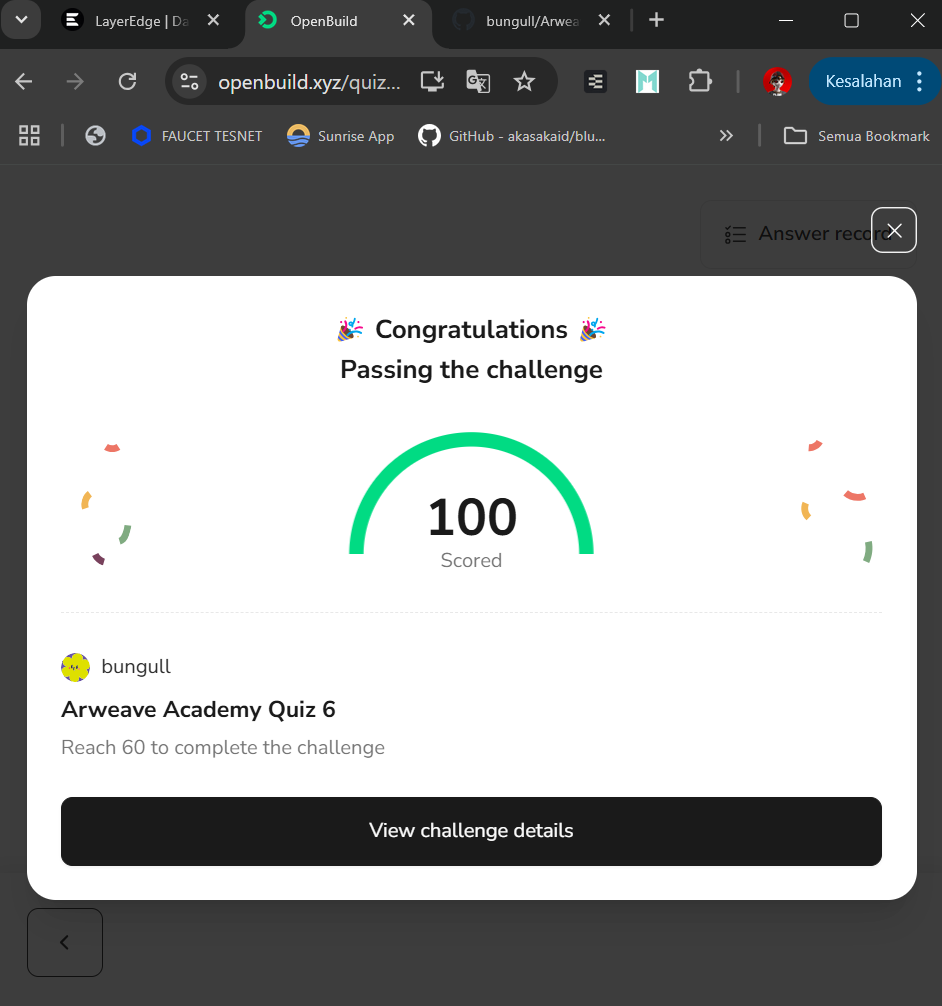 LayerEdge | Da
OpenBuild
bungull/Arwea
openbuild.xyz/quiz...
Kesalahan
FAUCET TESNET
Sunrise App
GitHub - akasakaid/blu...
Semua Bookmark
Answer record
🎉 Congratulations 🎉
Passing the challenge
100
Scored
bungull
Arweave Academy Quiz 6
Reach 60 to complete the challenge
View challenge details